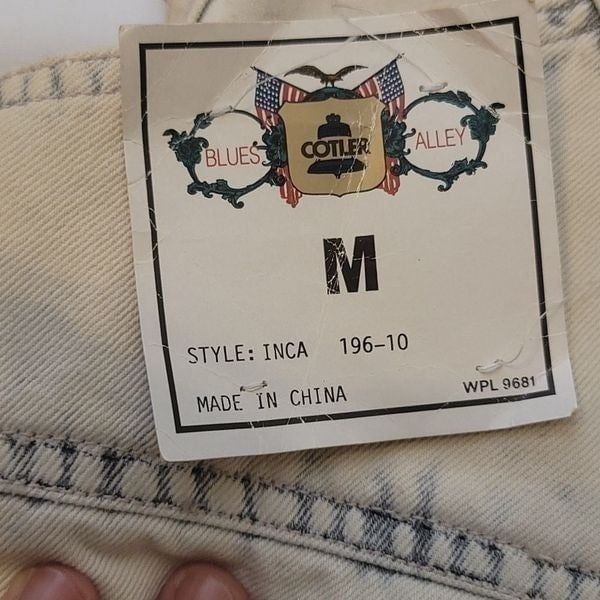 BLUES COTLER ALLEY
M
STYLE: INCA 196-10
MADE IN CHINA WPL 9681